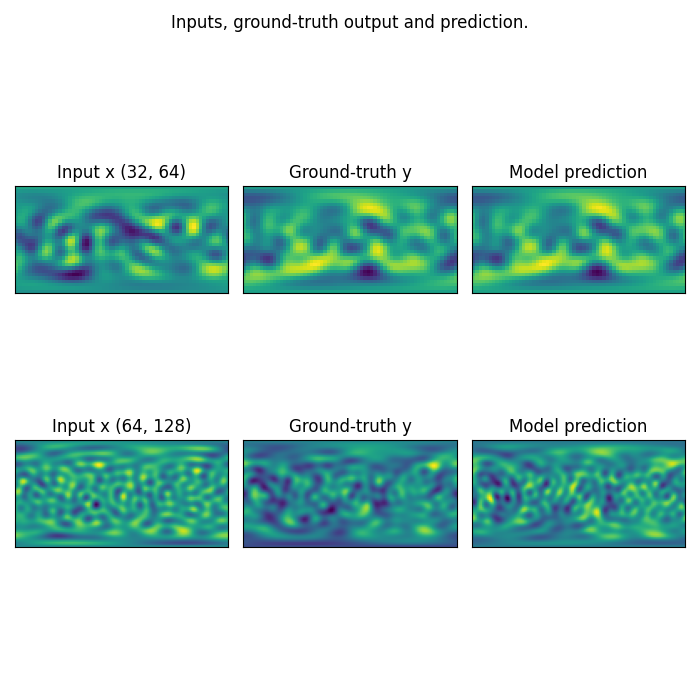 Inputs, ground-truth output and prediction.
Input x (32, 64)
Ground-truth y
Model prediction
Input x (64, 128)
Ground-truth y
Model prediction